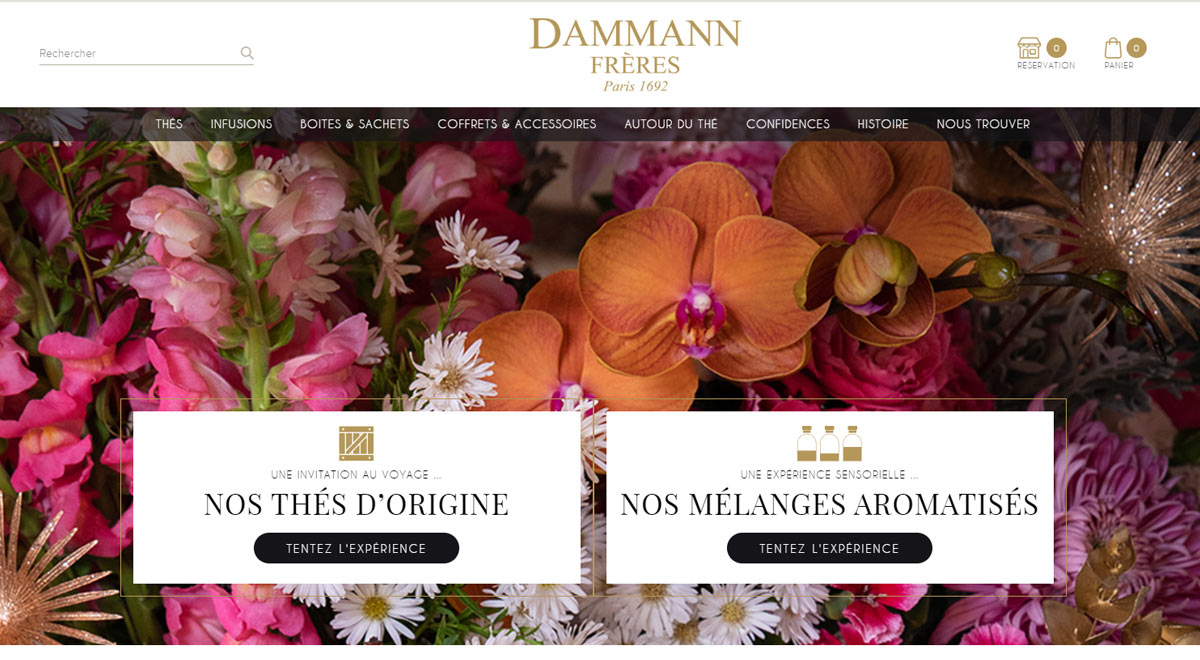 Rechercher
DAMMANN
FRÈRES
Paris 1692
0
RÉSERVATION
0
PANIER
THÉS INFUSIONS BOITES & SACHETS COFFRETS & ACCESSOIRES AUTOUR DU THÉ CONFIDENCES HISTOIRE NOUS TROUVER
UNE INVITATION AU VOYAGE ...
NOS THÉS D’ORIGINE
TENTEZ L'EXPÉRIENCE
UNE EXPÉRIENCE SENSORIELLE ...
NOS MÉLANGES AROMATISÉS
TENTEZ L'EXPÉRIENCE